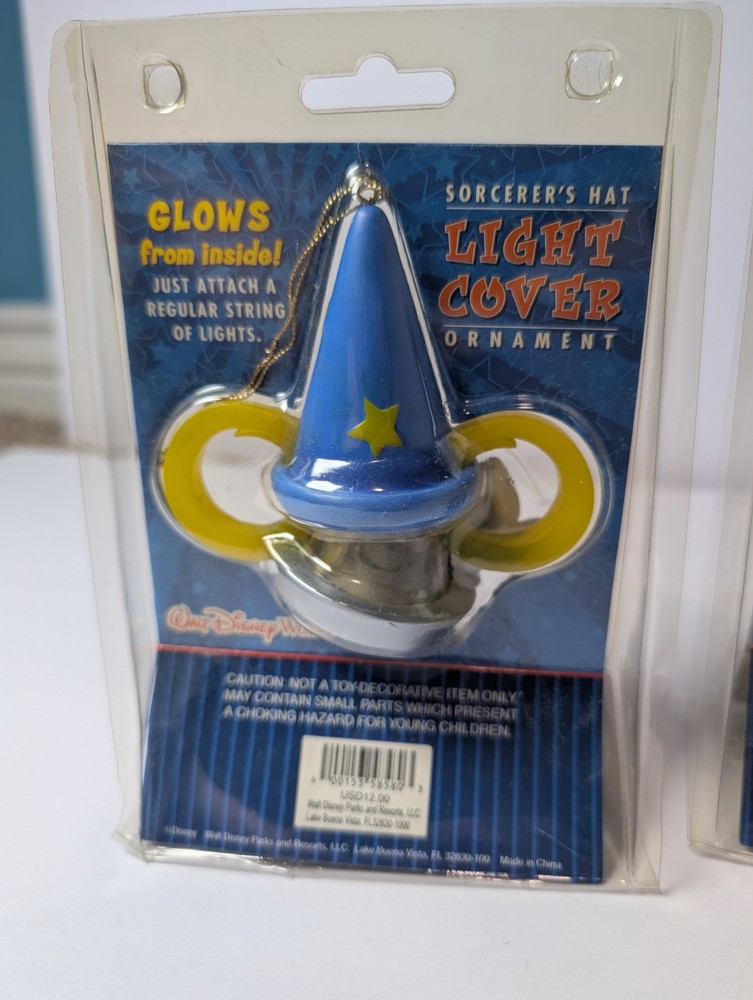 GLOWS
from inside!
JUST ATTACH A
REGULAR STRING
OF LIGHTS.
SORCERER'S HAT
LIGHT
COVER
ORNAMENT
WALT DISNEY
CAUTION: NOT A TOY-DECORATIVE ITEM ONLY
MAY CONTAIN SMALL PARTS WHICH PRESENT
A CHOKING HAZARD FOR YOUNG CHILDREN.
USD12.00
Walt Disney Parks and Resorts, LLC.
Lake Buena Vista, FL 32830-1000
©Disney Walt Disney Parks and Resorts, LLC. Lake Buena Vista, FL 32830-100 Made in China.